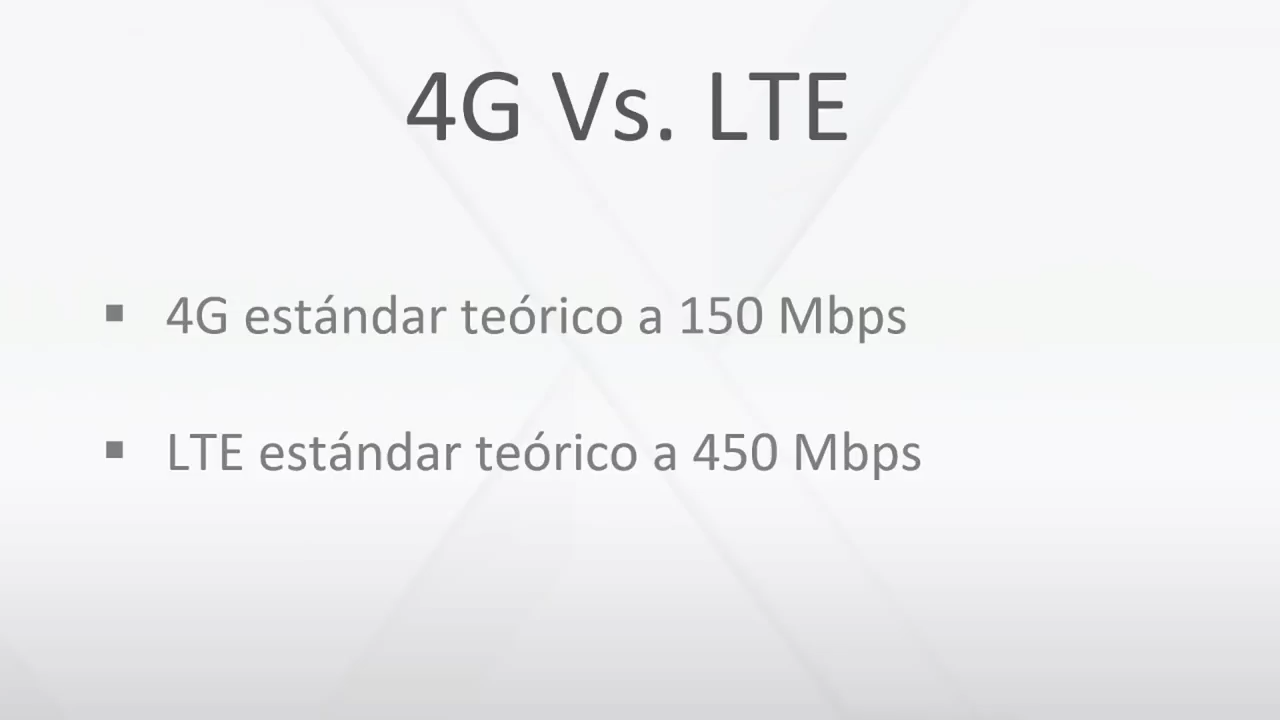 4G Vs. LTE
▪ 4G estándar teórico a 150 Mbps
▪ LTE estándar teórico a 450 Mbps